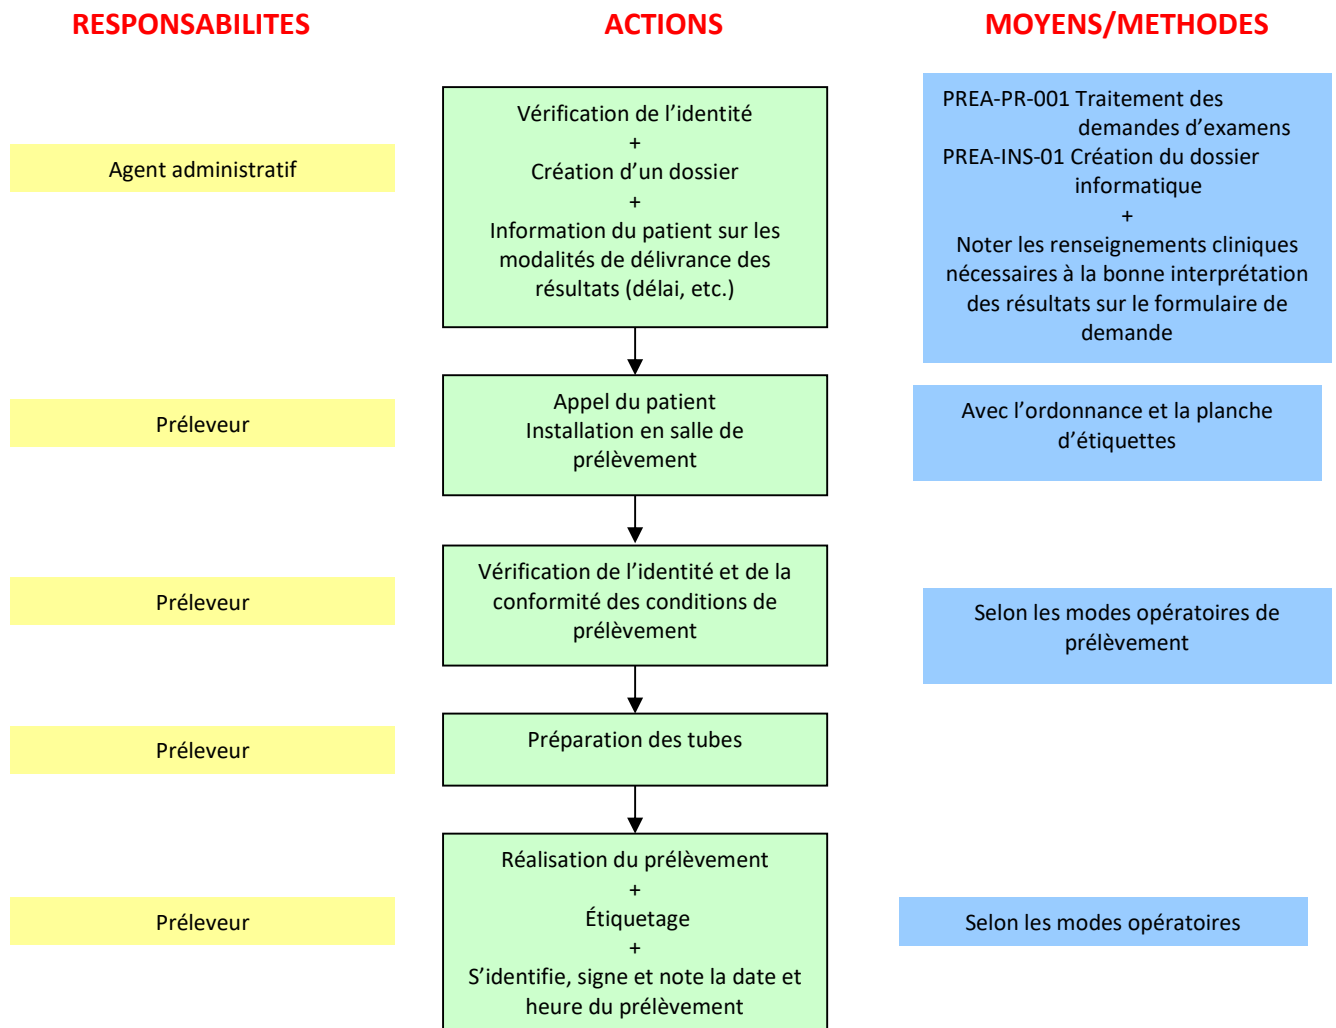 RESPONSABILITES
ACTIONS
MOYENS/METHODES
Agent administratif
Vérification de l’identité
+
Création d’un dossier
+
Information du patient sur les
modalités de délivrance des
résultats (délai, etc.)
PREA-PR-001 Traitement des
demandes d’examens
PREA-INS-01 Création du dossier
informatique
+
Noter les renseignements cliniques
nécessaires à la bonne interprétation
des résultats sur le formulaire de
demande
Préleveur
Appel du patient
Installation en salle de
prélèvement
Avec l’ordonnance et la planche
d’étiquettes
Préleveur
Vérification de l’identité et de la
conformité des conditions de
prélèvement
Selon les modes opératoires de
prélèvement
Préleveur
Préparation des tubes
Préleveur
Réalisation du prélèvement
+
Étiquetage
+
S’identifie, signe et note la date et
heure du prélèvement
Selon les modes opératoires